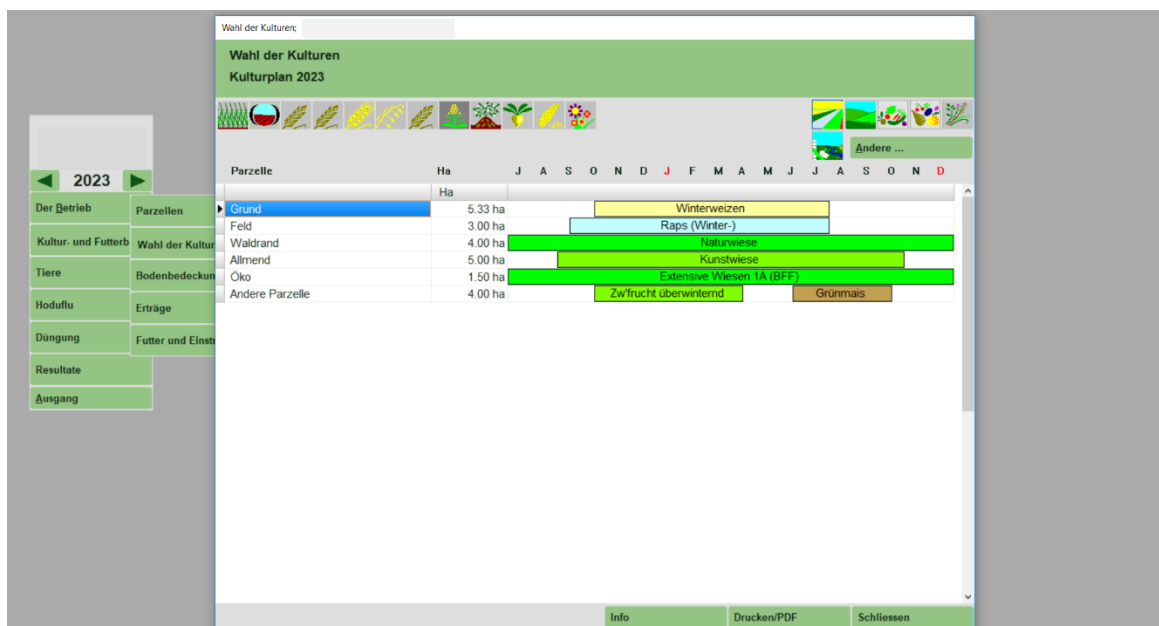 Wahl der Kulturen;
Wahl der Kulturen
Kulturplan 2023
Andere ...
Parzelle Ha J A S O N D J F M A M J J A S O N D
Ha
Grund 5.33 ha Winterweizen
Feld 3.00 ha Raps (Winter-)
Waldrand 4.00 ha Naturwiese
Allmend 5.00 ha Kunstwiese
Öko 1.50 ha Extensive Wiesen 1A (BFF)
Andere Parzelle 4.00 ha Zw'frucht überwinternd Grünmais
2023
Der Betrieb
Kultur- und Futterb
Tiere
Hoduflu
Düngung
Resultate
Ausgang
Parzellen
Wahl der Kultur
Bodenbedeckun
Erträge
Futter und Einstr
Info Drucken/PDF Schliessen